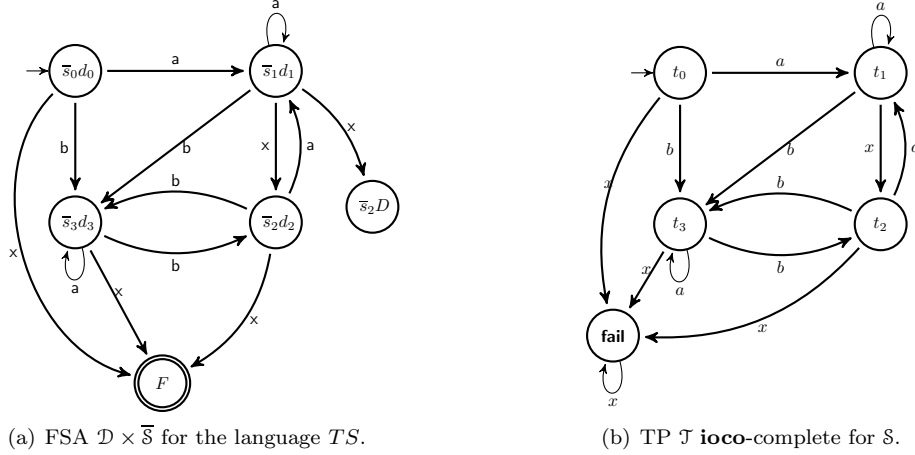 a
s̅₀d₀
a
s̅₁d₁
x
b
b
x
a
b
s̅₃d₃
s̅₂d₂
s̅₂D
x
b
a
x
x
F
(a) FSA 𝒟 × 𝒮̅ for the language TS.
a
t₀
a
t₁
x
b
b
x
a
b
t₃
t₂
b
x
a
x
fail
x
(b) TP 𝒯 ioco-complete for 𝒮.